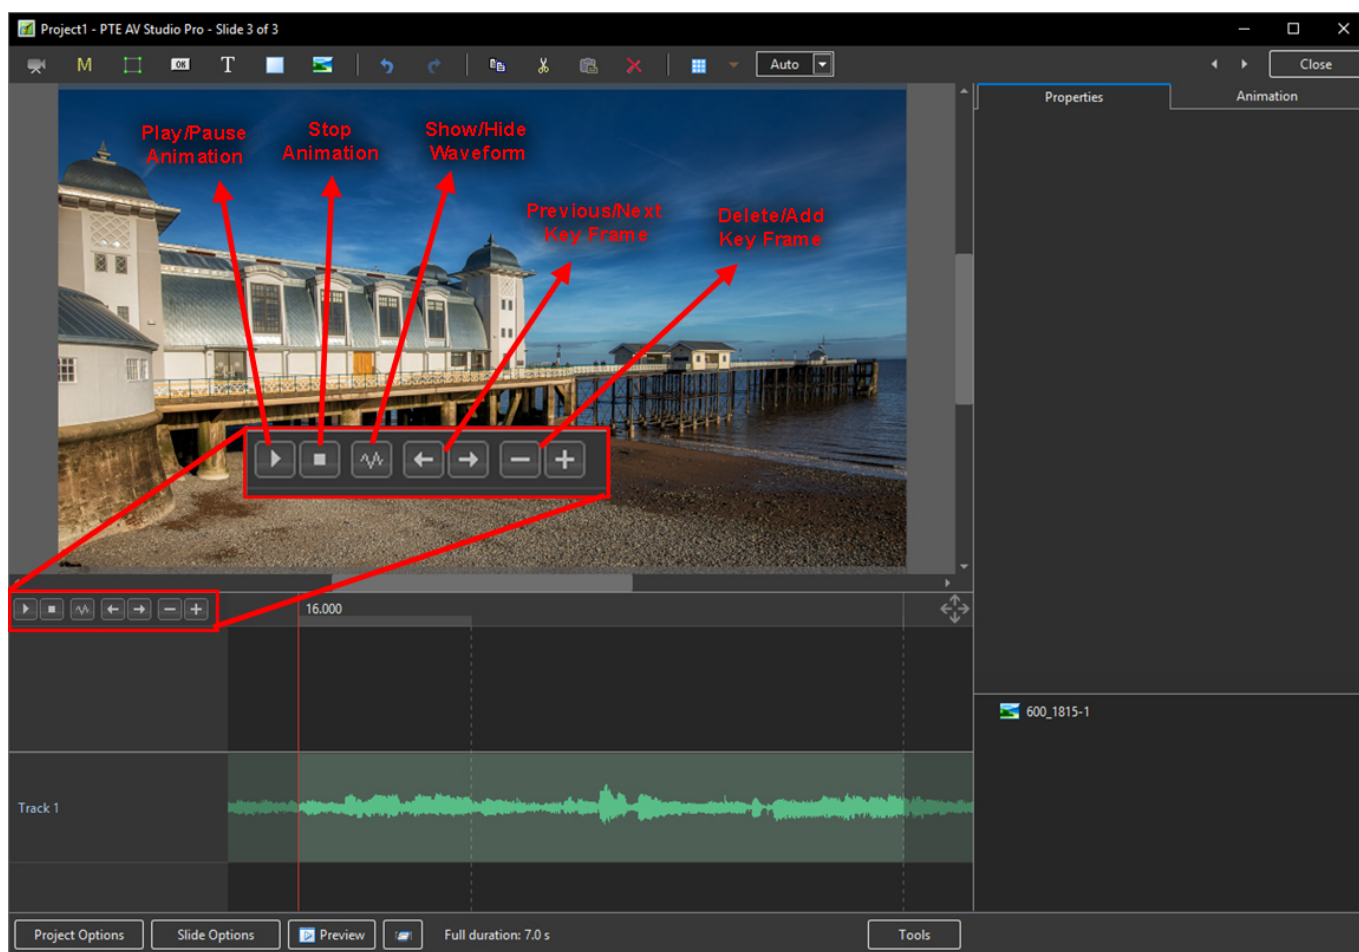 Project1 - PTE AV Studio Pro - Slide 3 of 3
M OK T Auto Close
Properties Animation
Play/Pause
Animation
Stop
Animation
Show/Hide
Waveform
Previous/Next
Key Frame
Delete/Add
Key Frame
16.000
600_1815-1
Track 1
Project Options Slide Options Preview Full duration: 7.0 s Tools